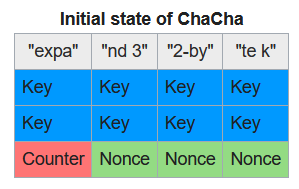 Initial state of ChaCha
"expa" "nd 3" "2-by" "te k"
Key Key Key Key
Key Key Key Key
Counter Nonce Nonce Nonce